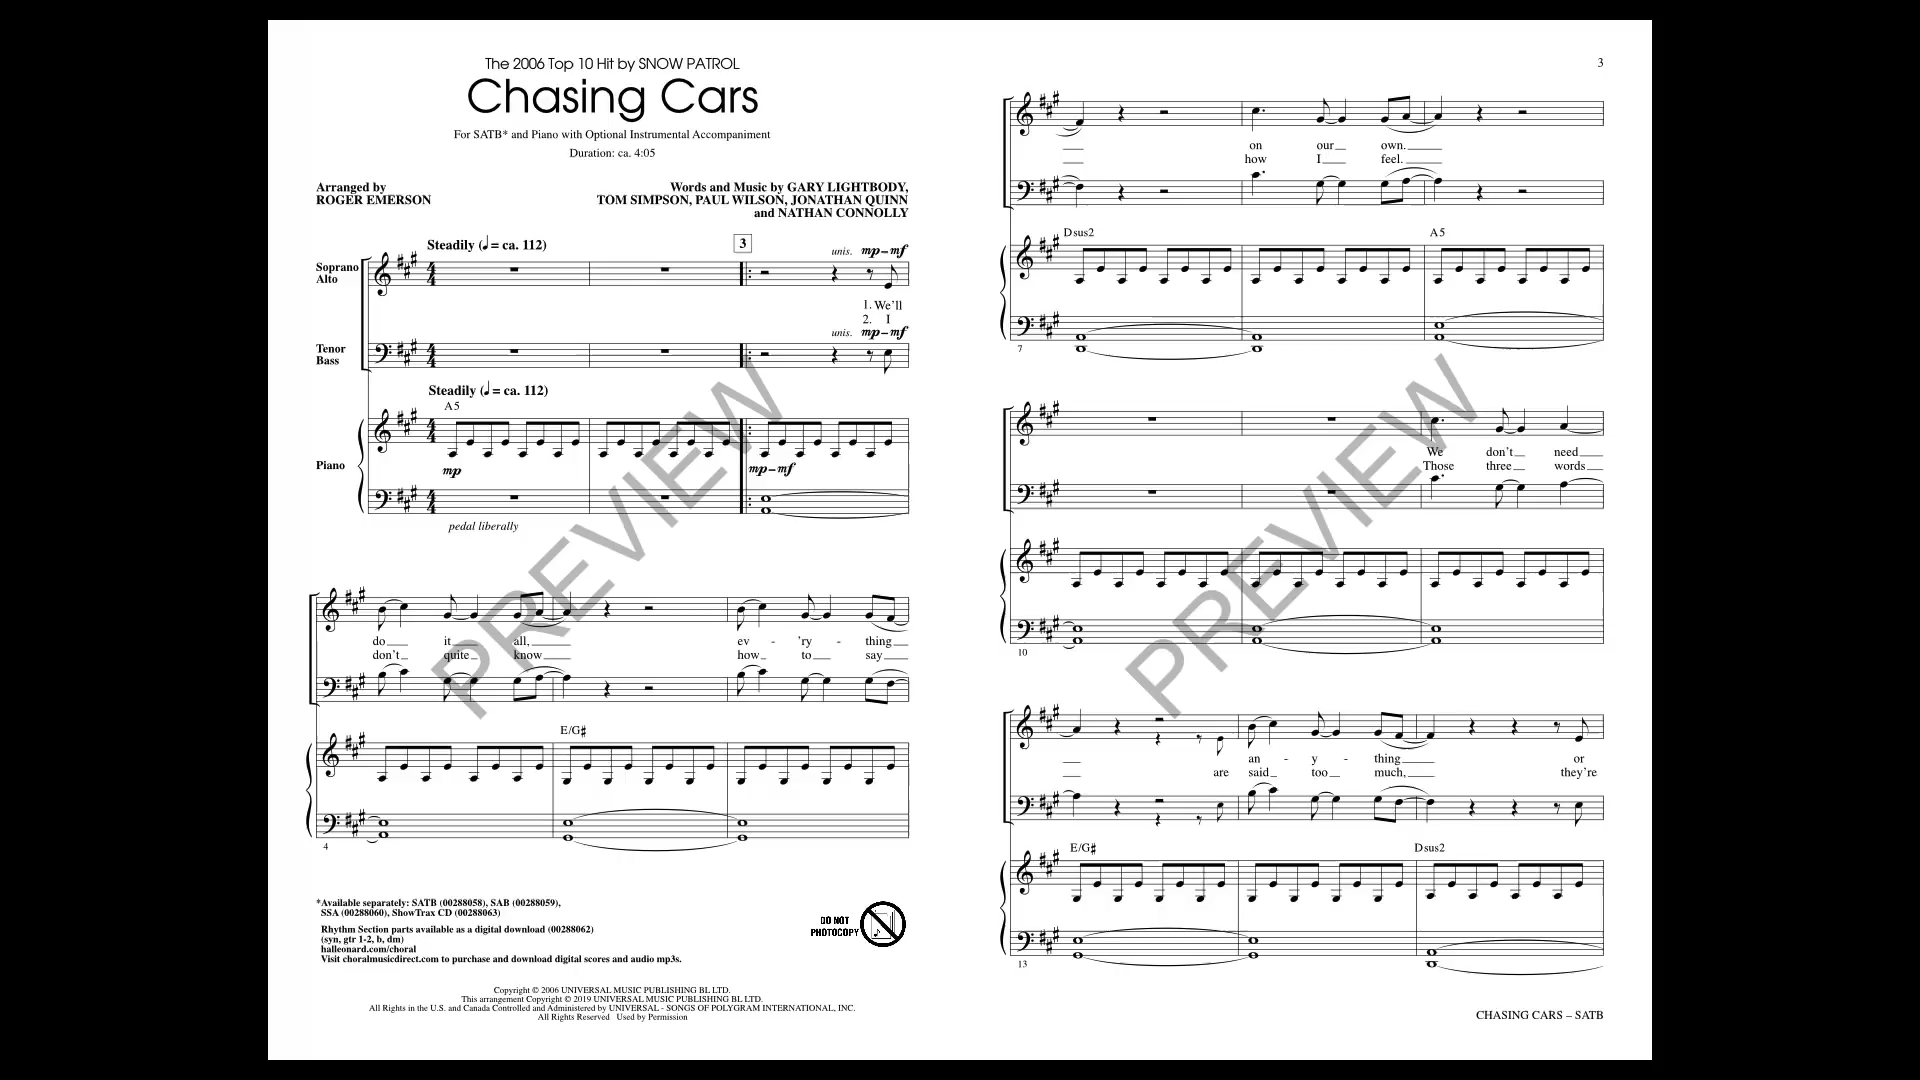 The 2006 Top 10 Hit by SNOW PATROL
Chasing Cars
For SATB* and Piano with Optional Instrumental Accompaniment
Duration: ca. 4:05
Arranged by
ROGER EMERSON
Words and Music by GARY LIGHTBODY,
TOM SIMPSON, PAUL WILSON, JONATHAN QUINN
and NATHAN CONNOLLY
Steadily (♩ = ca. 112)
3
unis. mp – mf
Soprano
Alto
1. We'll
2. I
unis. mp – mf
Tenor
Bass
Steadily (♩ = ca. 112)
A5
Piano
mp
mp – mf
pedal liberally
do it all, ev - 'ry - thing
don't quite know how to say
E/G♯
4
*Available separately: SATB (00288058), SAB (00288059),
SSA (00288060), ShowTrax CD (00288063)
Rhythm Section parts available as a digital download (00288062)
(syn, gtr 1-2, b, dm)
halleonard.com/choral
Visit choralmusicdirect.com to purchase and download digital scores and audio mp3s.
DO NOT
PHOTOCOPY
Copyright © 2006 UNIVERSAL MUSIC PUBLISHING BL LTD.
This arrangement Copyright © 2019 UNIVERSAL MUSIC PUBLISHING BL LTD.
All Rights in the U.S. and Canada Controlled and Administered by UNIVERSAL - SONGS OF POLYGRAM INTERNATIONAL, INC.
All Rights Reserved Used by Permission
PREVIEW
3
on our own.
how I feel.
Dsus2 A5
7
We don't need
Those three words
10
an - y - thing or
are said too much, they're
E/G♯ Dsus2
13
CHASING CARS – SATB
PREVIEW